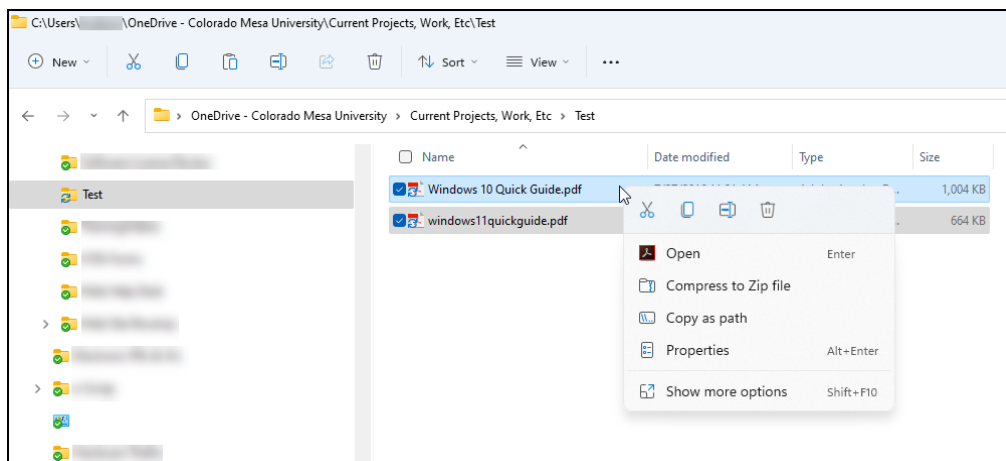 C:\Users\ \OneDrive - Colorado Mesa University\Current Projects, Work, Etc\Test
New Sort View
OneDrive - Colorado Mesa University > Current Projects, Work, Etc > Test
Name Date modified Type Size
Test
Windows 10 Quick Guide.pdf 1,004 KB
windows11quickguide.pdf 664 KB
Open Enter
Compress to Zip file
Copy as path
Properties Alt+Enter
Show more options Shift+F10